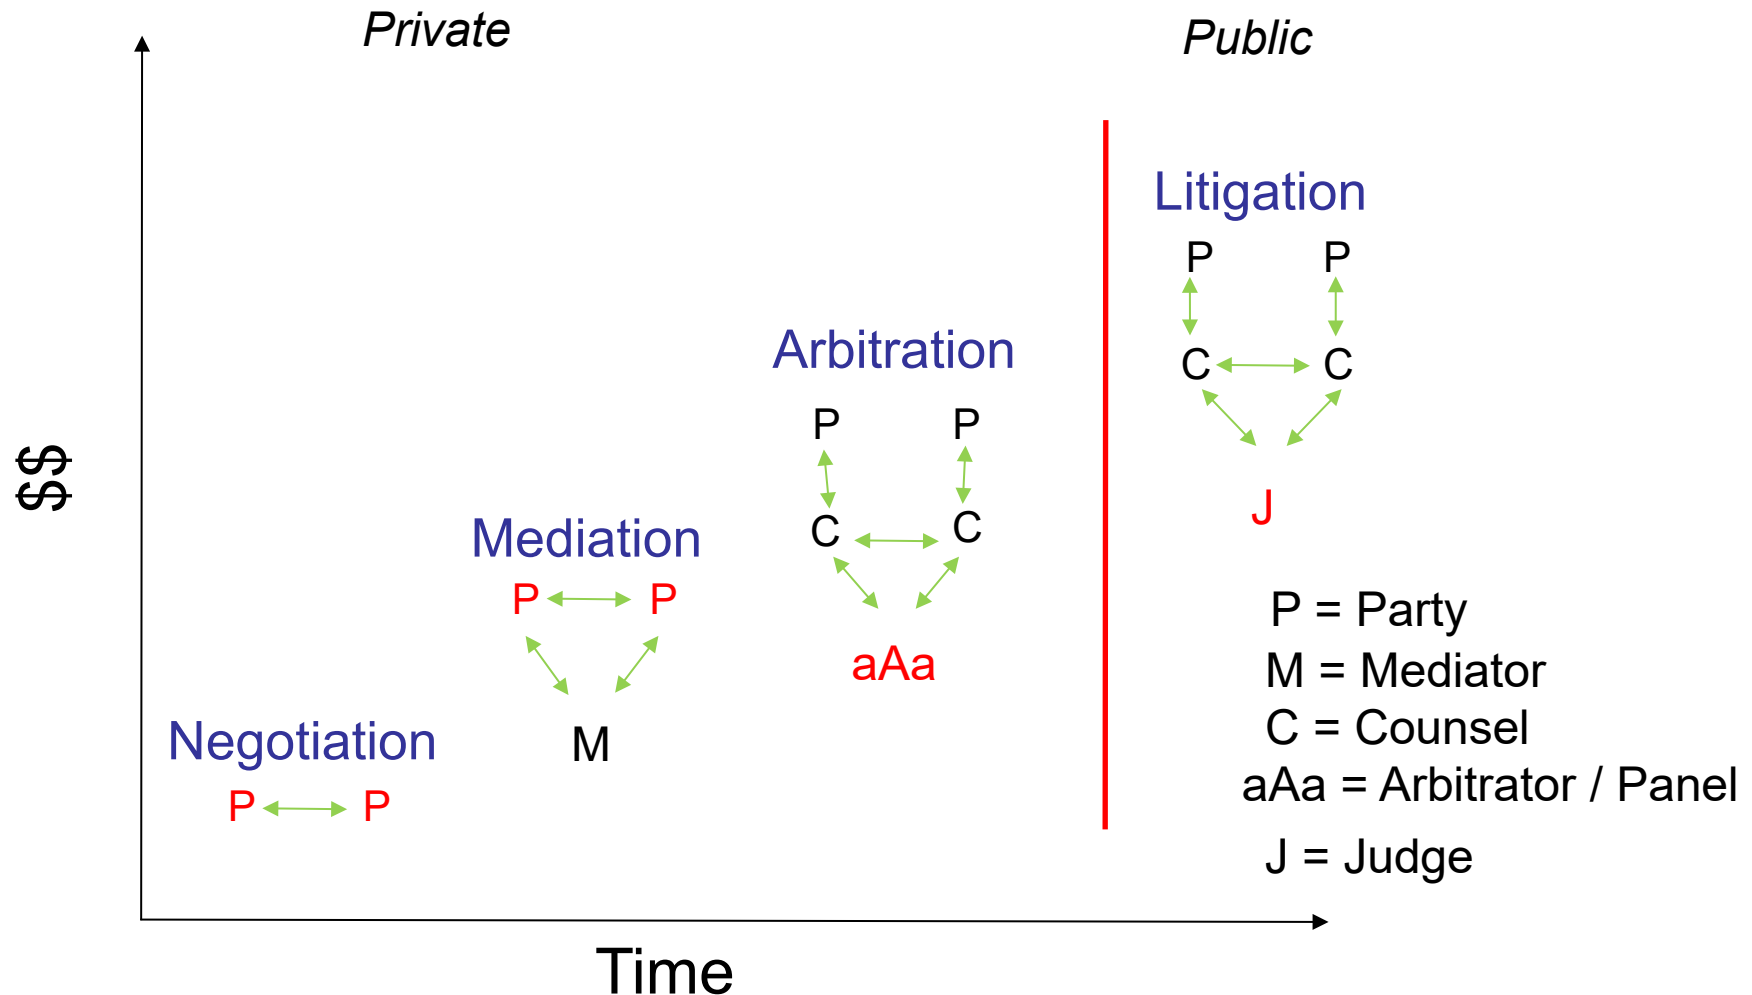 Private
Public
Litigation
P P
C C
J
Arbitration
P P
C C
aAa
$$
Mediation
P P
M
Negotiation
P P
P = Party
M = Mediator
C = Counsel
aAa = Arbitrator / Panel
J = Judge
Time